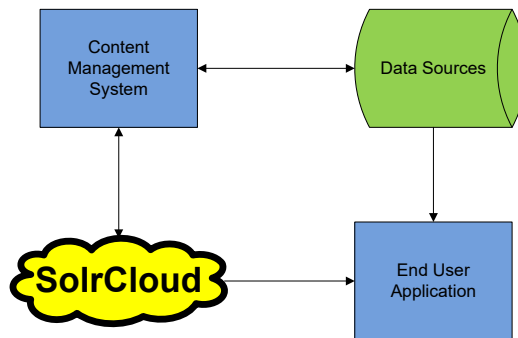 Content
Management
System
Data Sources
SolrCloud
End User
Application